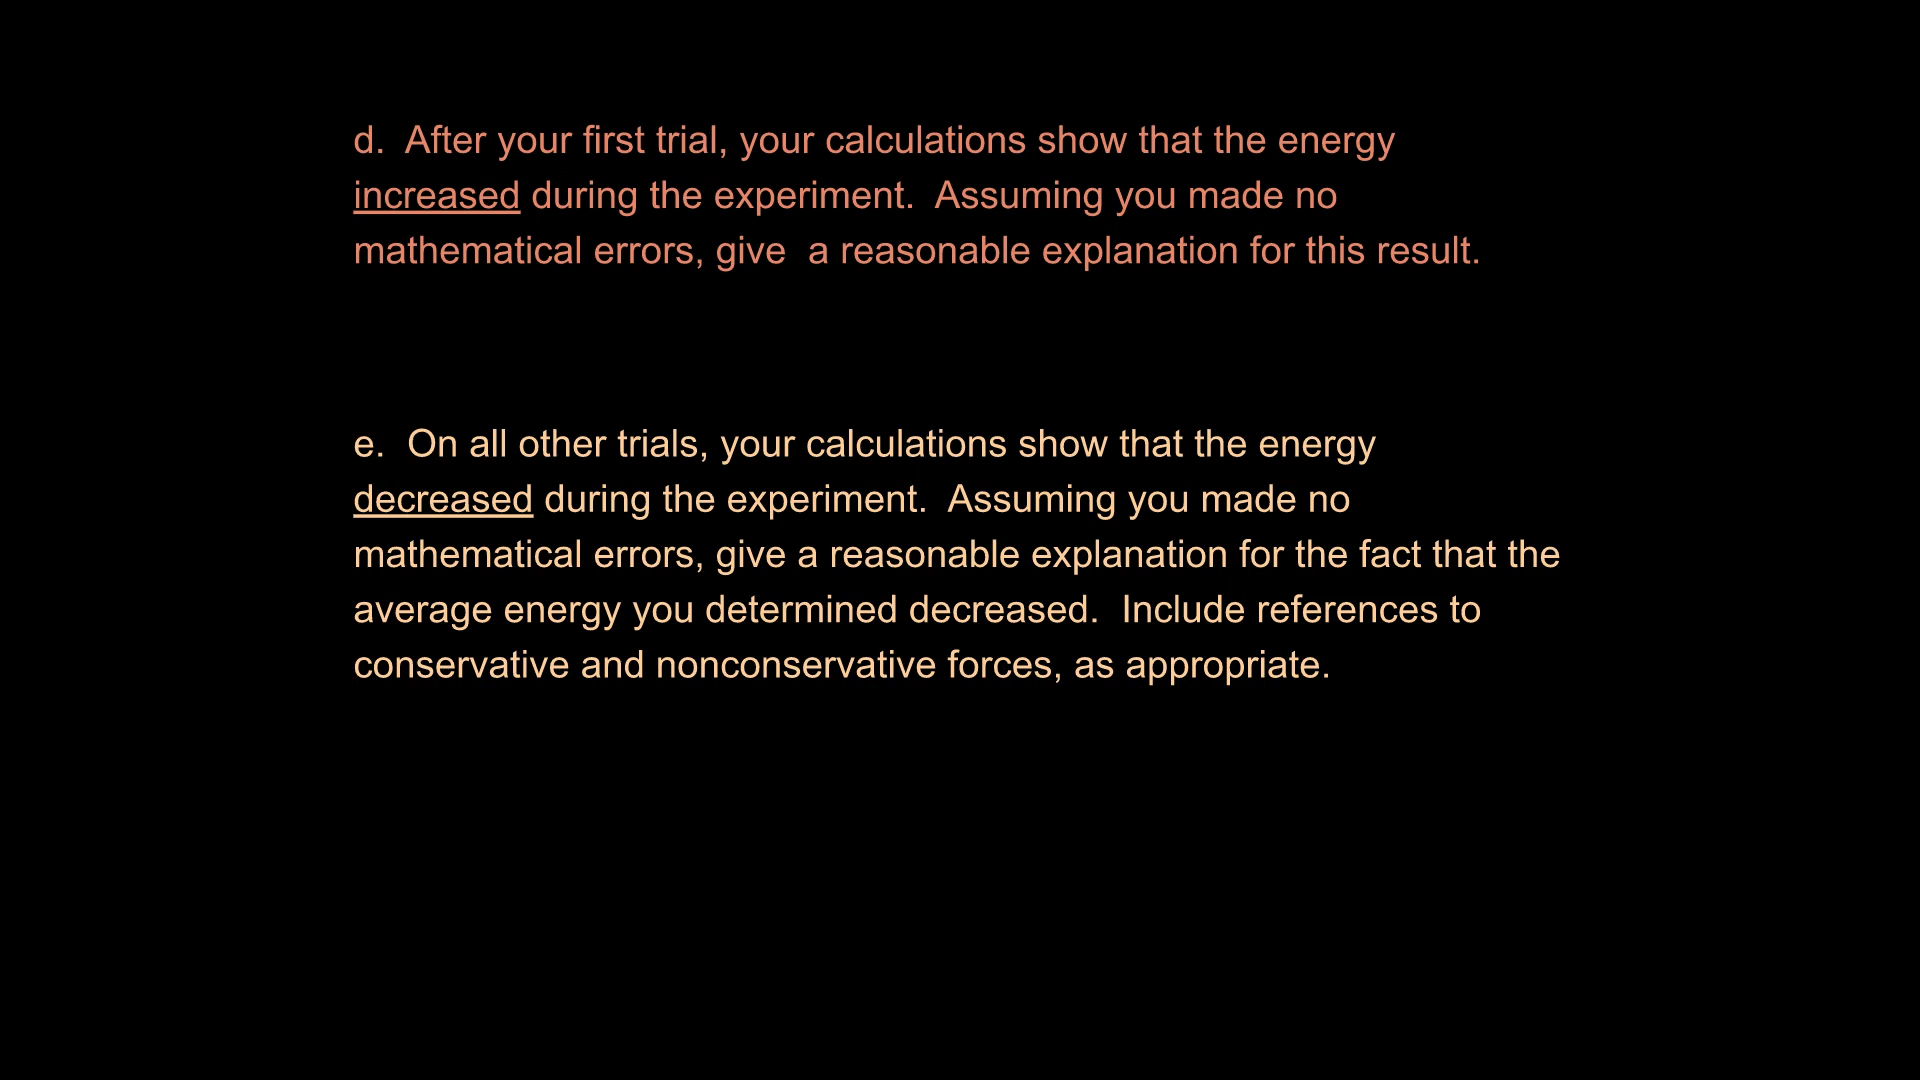 d.  After your first trial, your calculations show that the energy
increased during the experiment.  Assuming you made no
mathematical errors, give  a reasonable explanation for this result.
e.  On all other trials, your calculations show that the energy
decreased during the experiment.  Assuming you made no
mathematical errors, give a reasonable explanation for the fact that the
average energy you determined decreased.  Include references to
conservative and nonconservative forces, as appropriate.